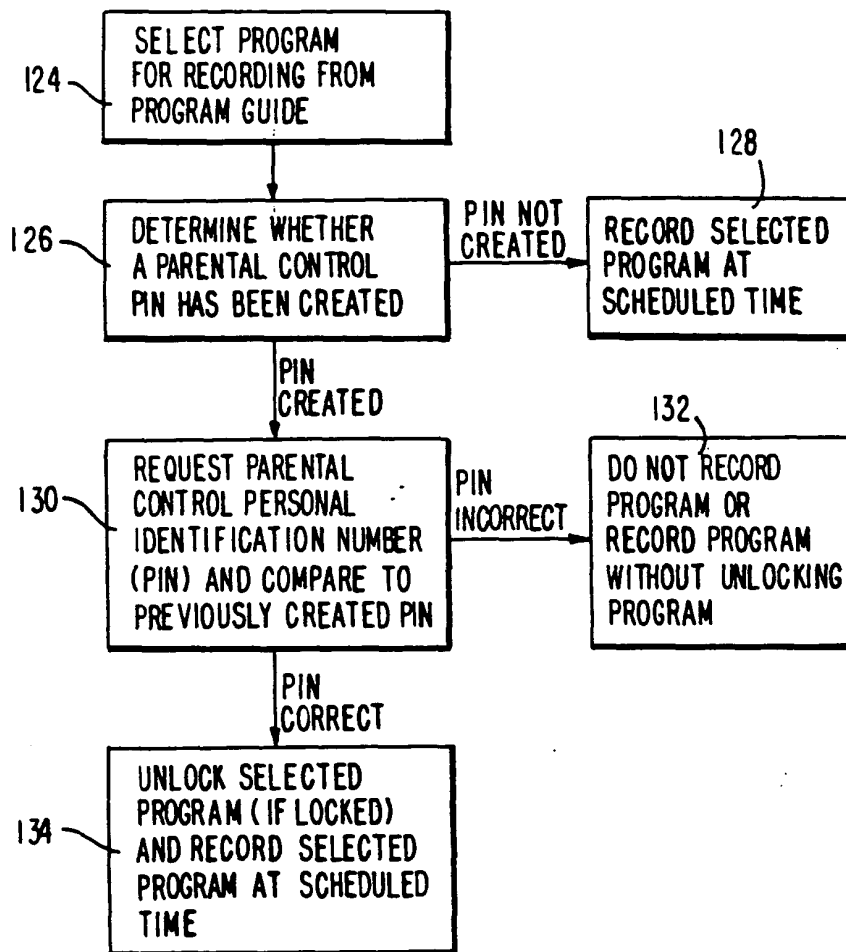 124
SELECT PROGRAM
FOR RECORDING FROM
PROGRAM GUIDE
126
DETERMINE WHETHER
A PARENTAL CONTROL
PIN HAS BEEN CREATED
PIN NOT
CREATED
128
RECORD SELECTED
PROGRAM AT
SCHEDULED TIME
PIN
CREATED
130
REQUEST PARENTAL
CONTROL PERSONAL
IDENTIFICATION NUMBER
(PIN) AND COMPARE TO
PREVIOUSLY CREATED PIN
PIN
INCORRECT
132
DO NOT RECORD
PROGRAM OR
RECORD PROGRAM
WITHOUT UNLOCKING
PROGRAM
PIN
CORRECT
134
UNLOCK SELECTED
PROGRAM (IF LOCKED)
AND RECORD SELECTED
PROGRAM AT SCHEDULED
TIME